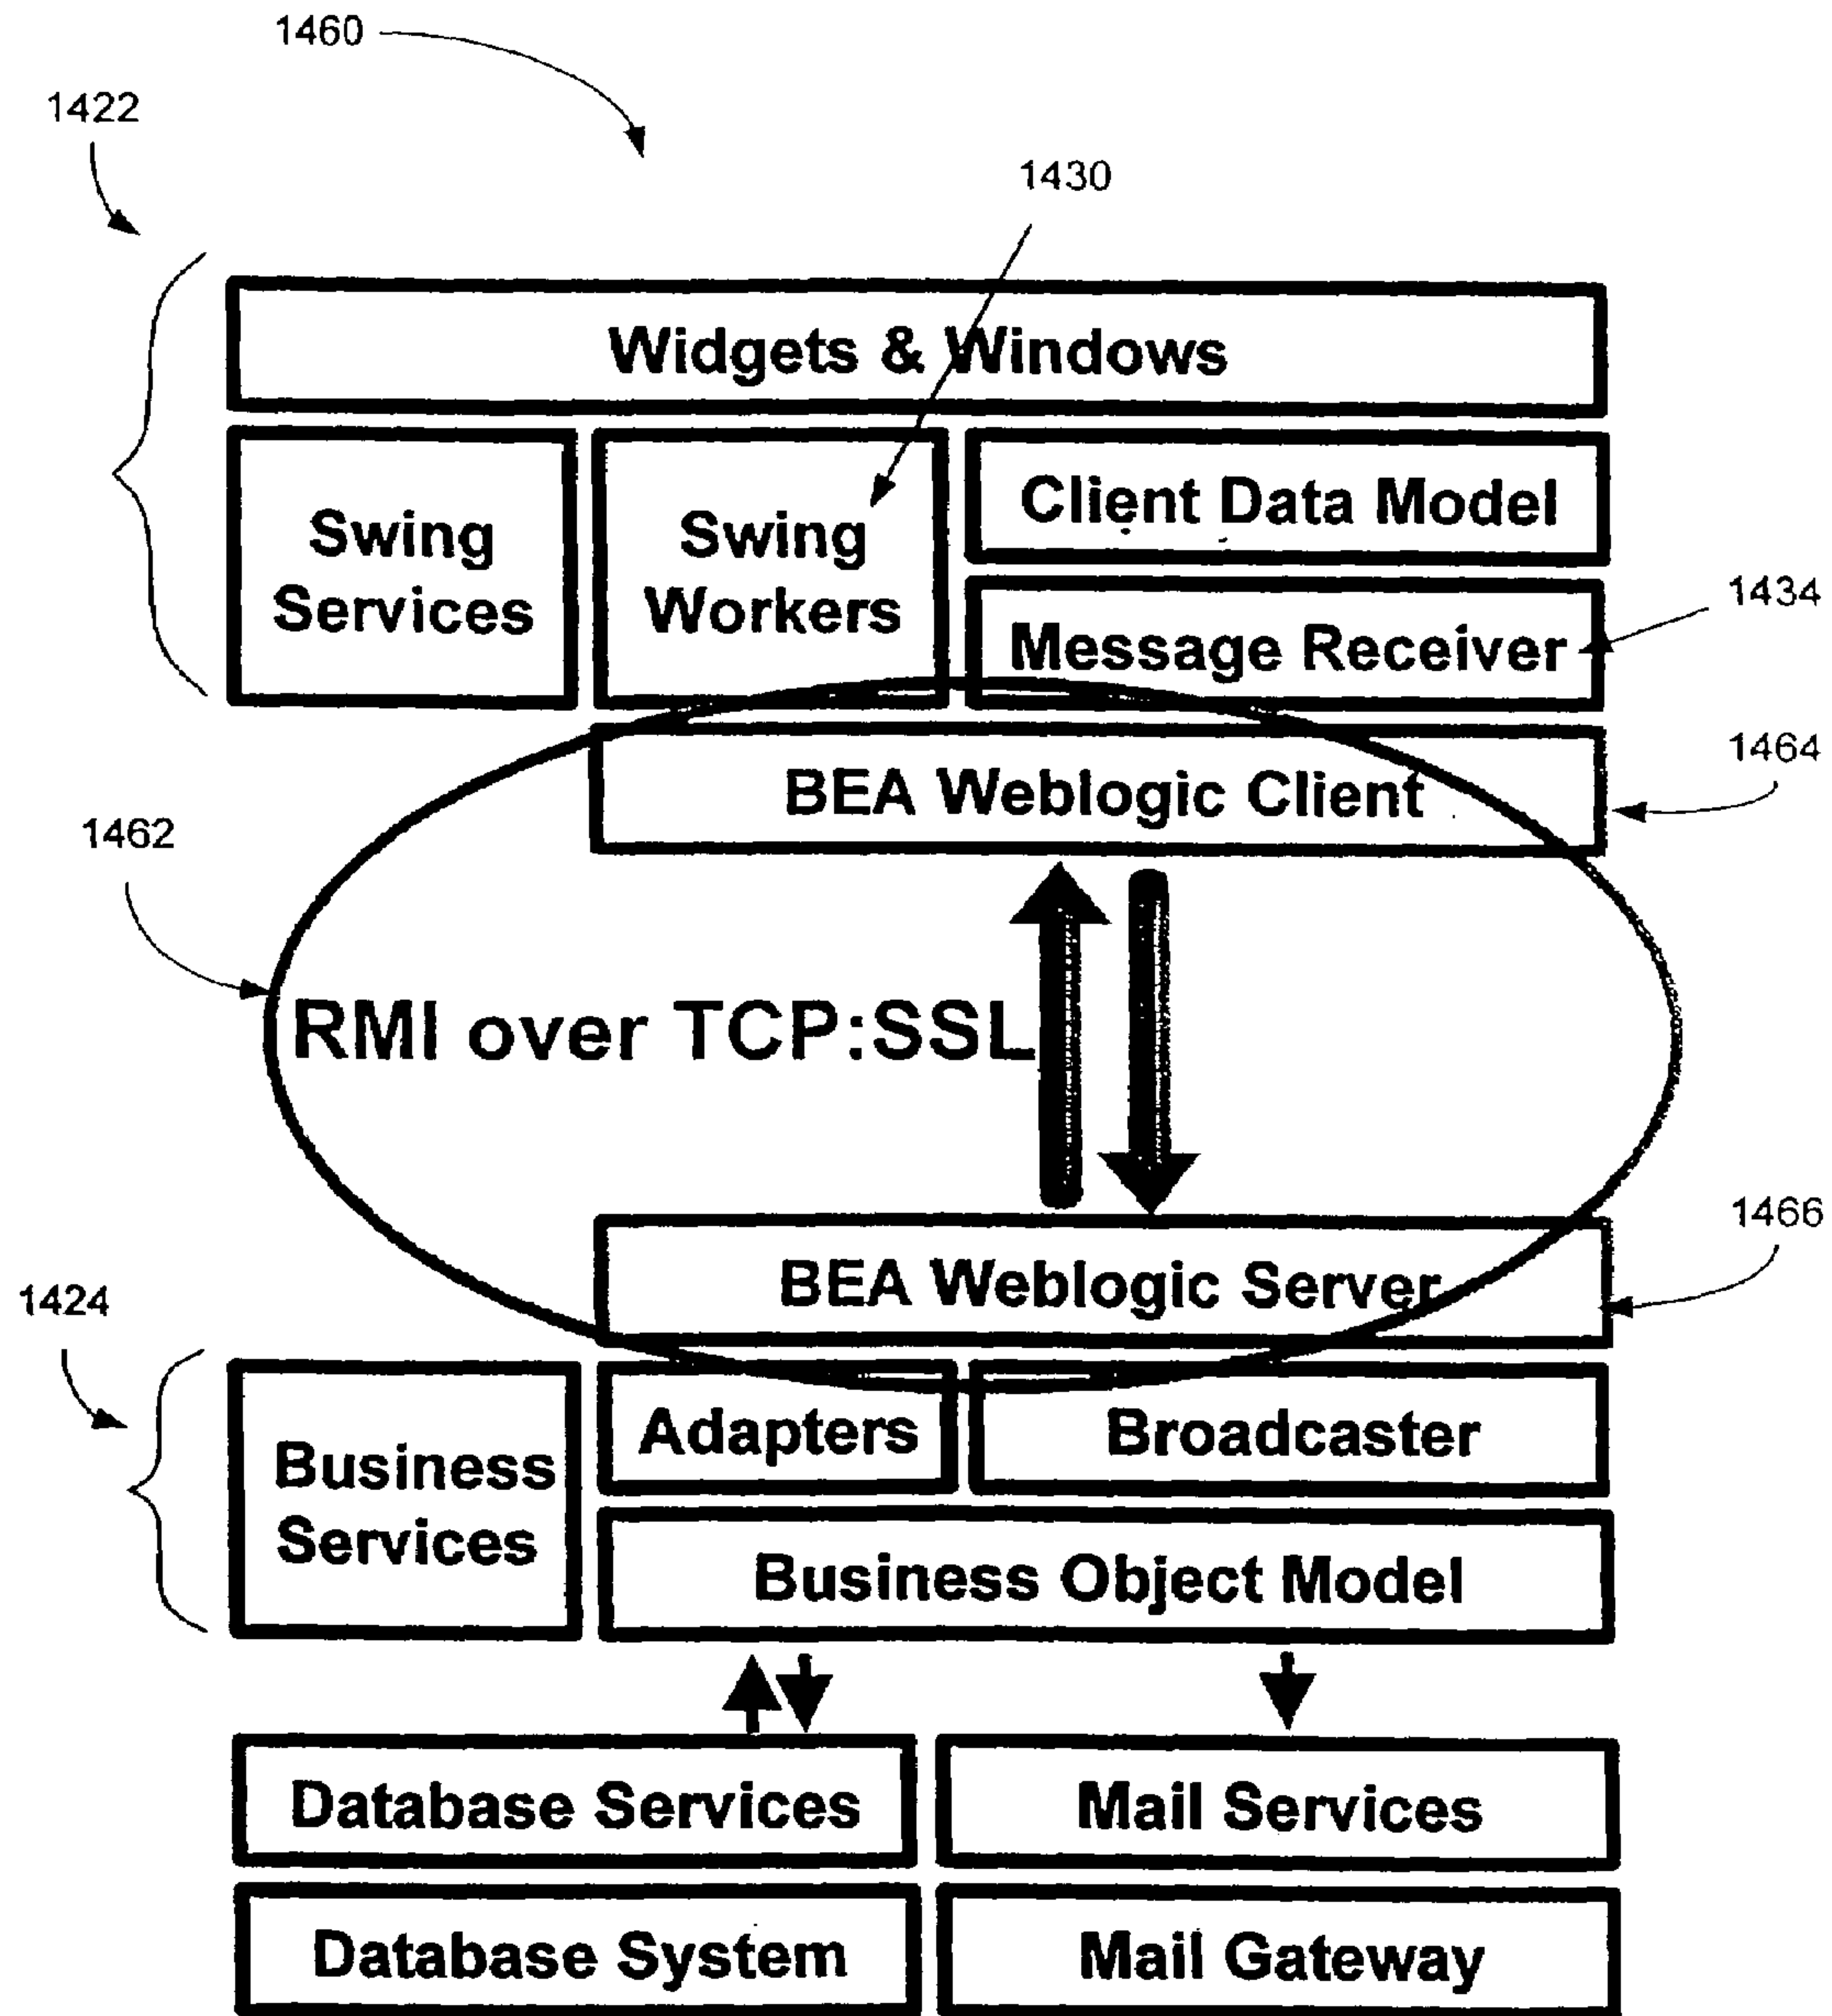 1460
1422
1430
Widgets & Windows
Swing
Services
Swing
Workers
Client Data Model
Message Receiver
1434
BEA Weblogic Client
1464
1462
RMI over TCP:SSL
1466
BEA Weblogic Server
1424
Business
Services
Adapters
Broadcaster
Business Object Model
Database Services
Mail Services
Database System
Mail Gateway